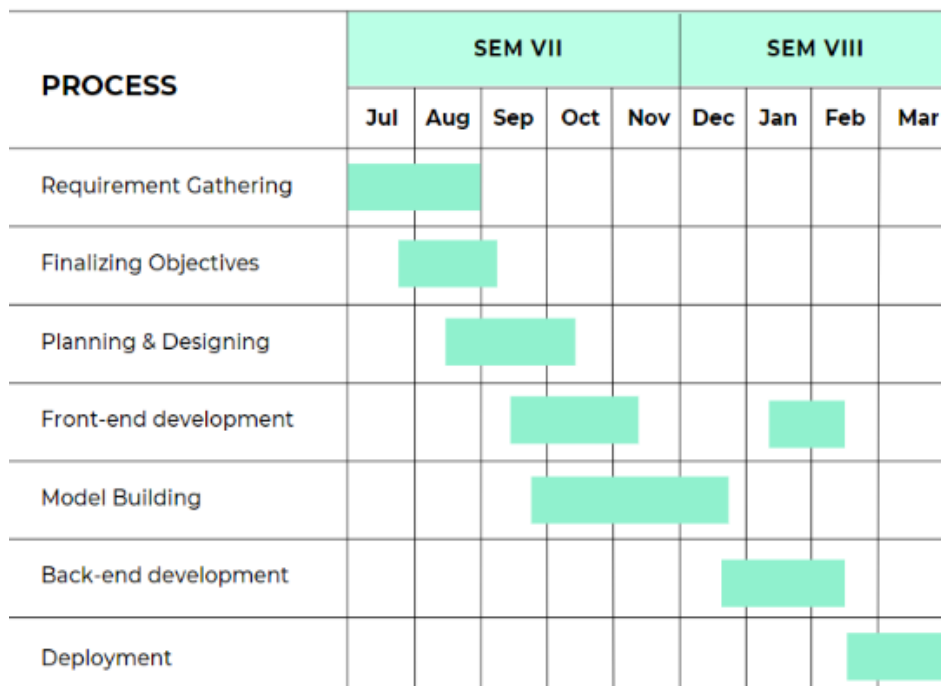 PROCESS
SEM VII
SEM VIII
Jul Aug Sep Oct Nov Dec Jan Feb Mar
Requirement Gathering
Finalizing Objectives
Planning & Designing
Front-end development
Model Building
Back-end development
Deployment